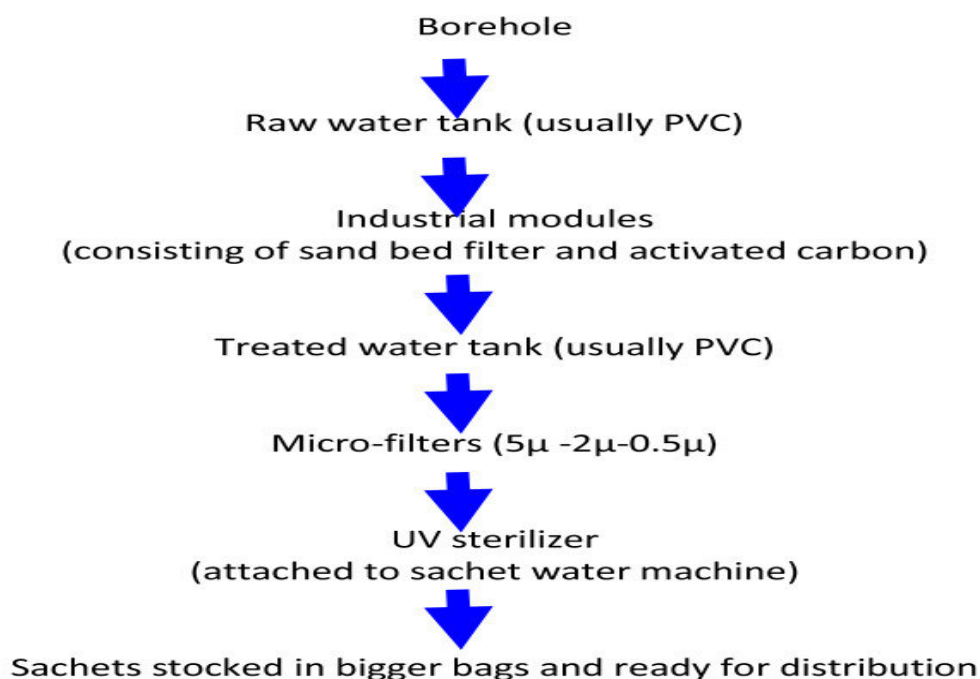 Borehole
Raw water tank (usually PVC)
Industrial modules
(consisting of sand bed filter and activated carbon)
Treated water tank (usually PVC)
Micro-filters (5µ -2µ-0.5µ)
UV sterilizer
(attached to sachet water machine)
Sachets stocked in bigger bags and ready for distribution